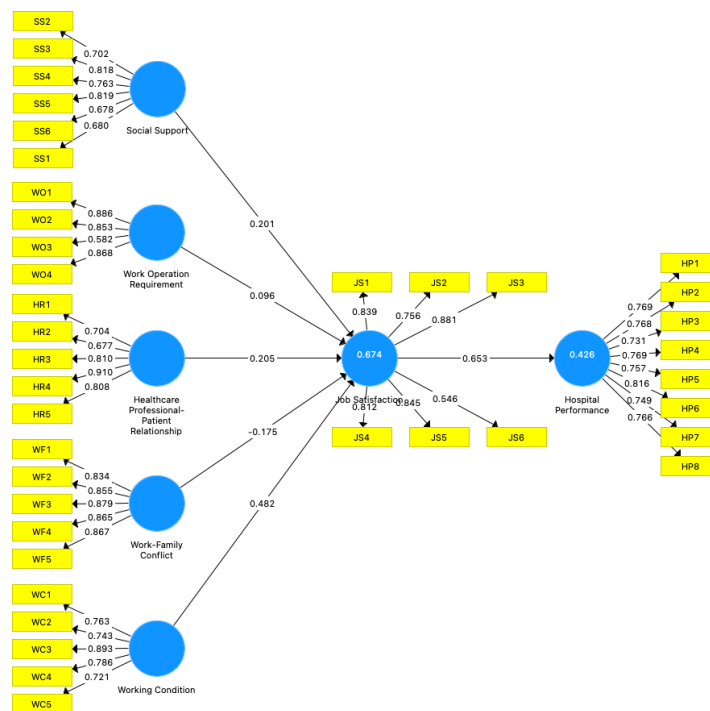 SS2
SS3
SS4
SS5
SS6
SS1
0.702
0.818
0.763
0.819
0.678
0.680
Social Support
0.201
WO1
WO2
WO3
WO4
0.886
0.853
0.582
0.868
Work Operation
Requirement
0.096
HR1
HR2
HR3
HR4
HR5
0.704
0.677
0.810
0.910
0.808
Healthcare
Professional-
Patient
Relationship
0.205
WF1
WF2
WF3
WF4
WF5
0.834
0.855
0.879
0.865
0.867
Work-Family
Conflict
-0.175
WC1
WC2
WC3
WC4
WC5
0.763
0.743
0.893
0.786
0.721
Working Condition
0.482
JS1
JS2
JS3
0.839
0.756
0.881
0.674
Job Satisfaction
0.812
0.845
0.546
JS4
JS5
JS6
0.653
0.426
Hospital
Performance
0.769
0.768
0.731
0.769
0.757
0.816
0.749
0.766
HP1
HP2
HP3
HP4
HP5
HP6
HP7
HP8